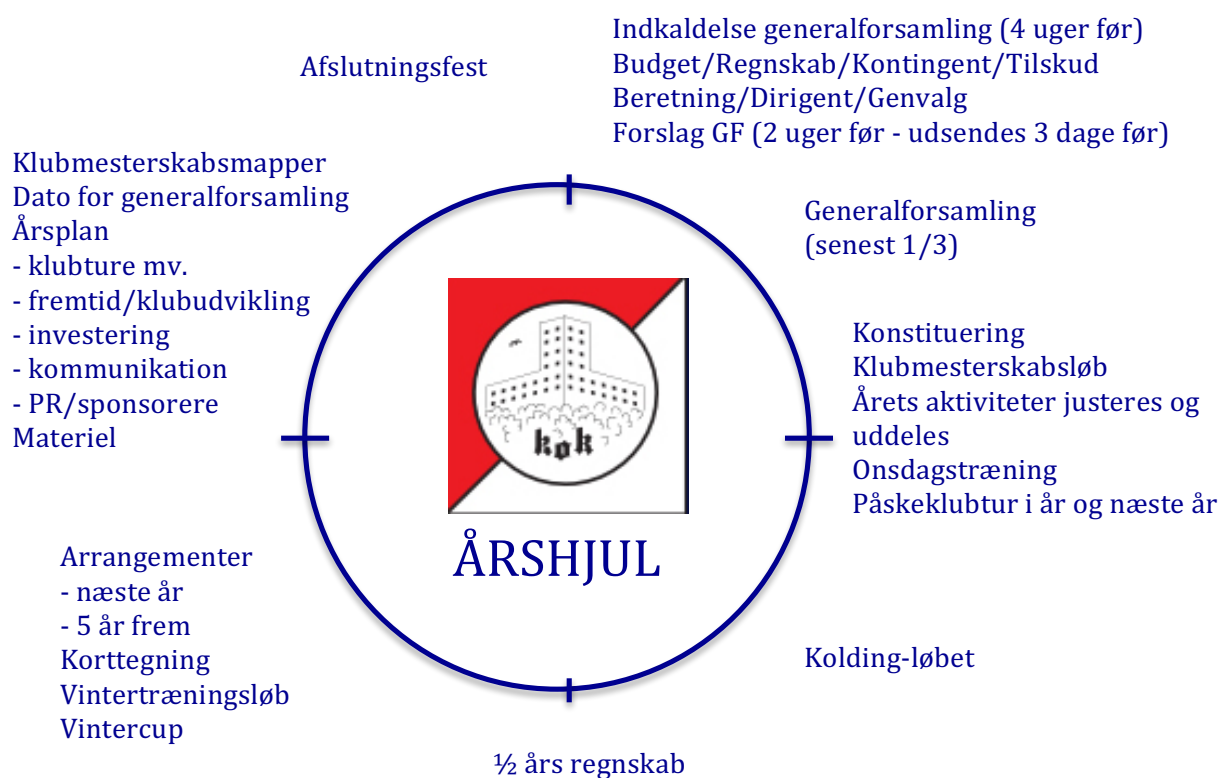 Afslutningsfest
Indkaldelse generalforsamling (4 uger før)
Budget/Regnskab/Kontingent/Tilskud
Beretning/Dirigent/Genvalg
Forslag GF (2 uger før - udsendes 3 dage før)
Generalforsamling
(senest 1/3)
Konstituering
Klubmesterskabsløb
Årets aktiviteter justeres og
uddeles
Onsdagstræning
Påskeklubtur i år og næste år
Kolding-løbet
½ års regnskab
Arrangementer
- næste år
- 5 år frem
Korttegning
Vintertræningsløb
Vintercup
Klubmesterskabsmapper
Dato for generalforsamling
Årsplan
- klubture mv.
- fremtid/klubudvikling
- investering
- kommunikation
- PR/sponsorere
Materiel
kok
ÅRSHJUL